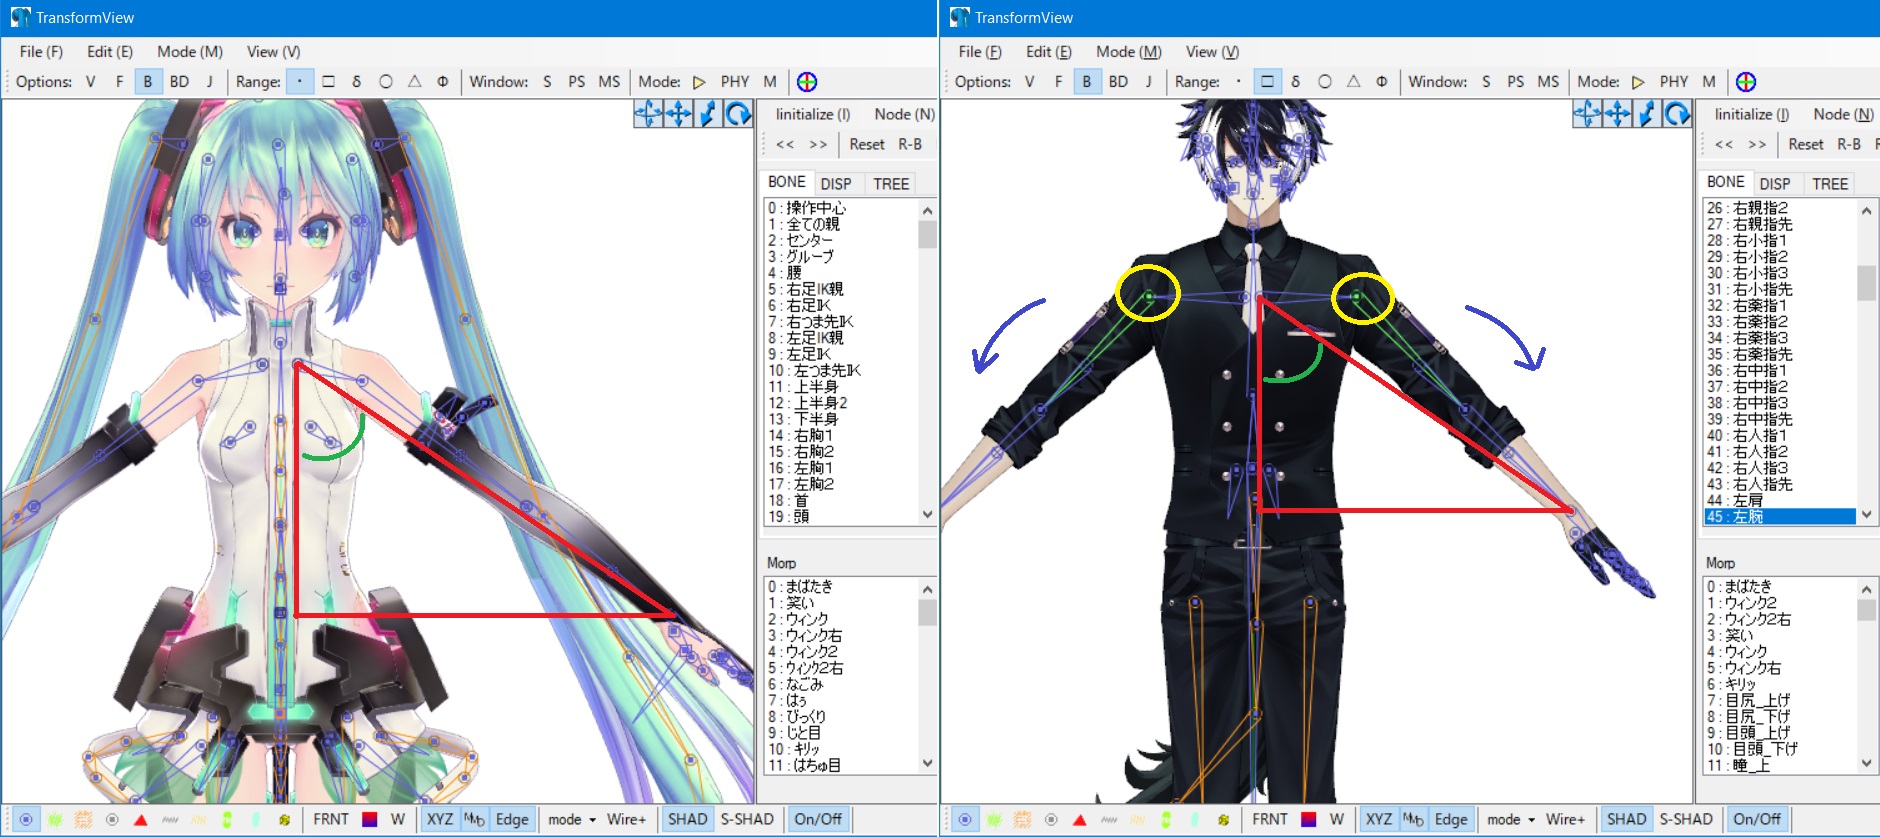 TransformView
File (F) Edit (E) Mode (M) View (V)
Options: V F B BD J Range: · □ δ ○ △ Φ Window: S PS MS Mode: ▷ PHY M
Iinitialize (I) Node (N)
<< >> Reset R-B
BONE DISP TREE
0 : 操作中心
1 : 全ての親
2 : センター
3 : グルーブ
4 : 腰
5 : 右足IK親
6 : 右足IK
7 : 右つま先IK
8 : 左足IK親
9 : 左足IK
10 : 左つま先IK
11 : 上半身
12 : 上半身2
13 : 下半身
14 : 右胸1
15 : 右胸2
16 : 左胸1
17 : 左胸2
18 : 首
19 : 頭
Morp
0 : まばたき
1 : 笑い
2 : ウィンク
3 : ウィンク右
4 : ウィンク2
5 : ウィンク2右
6 : なごみ
7 : はぅ
8 : びっくり
9 : じと目
10 : キリッ
11 : はちゅ目
FRNT W XYZ MMD Edge mode Wire+ SHAD S-SHAD On/Off
TransformView
File (F) Edit (E) Mode (M) View (V)
Options: V F B BD J Range: · □ δ ○ △ Φ Window: S PS MS Mode: ▷ PHY M
Iinitialize (I) Node (N)
<< >> Reset R-B
BONE DISP TREE
26 : 右親指2
27 : 右親指先
28 : 右小指1
29 : 右小指2
30 : 右小指3
31 : 右小指先
32 : 右薬指1
33 : 右薬指2
34 : 右薬指3
35 : 右薬指先
36 : 右中指1
37 : 右中指2
38 : 右中指3
39 : 右中指先
40 : 右人指1
41 : 右人指2
42 : 右人指3
43 : 右人指先
44 : 左肩
45 : 左腕
Morp
0 : まばたき
1 : ウィンク2
2 : ウィンク2右
3 : 笑い
4 : ウィンク
5 : ウィンク右
6 : キリッ
7 : 目尻_上げ
8 : 目尻_下げ
9 : 目頭_上げ
10 : 目頭_下げ
11 : 瞳_上
FRNT W XYZ MMD Edge mode Wire+ SHAD S-SHAD On/Off